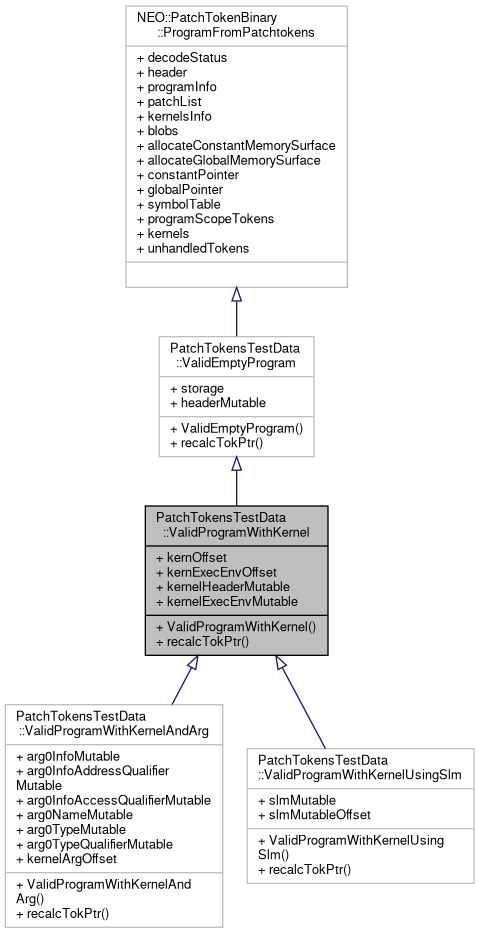 NEO::PatchTokenBinary
::ProgramFromPatchtokens
+ decodeStatus
+ header
+ programInfo
+ patchList
+ kernelsInfo
+ blobs
+ allocateConstantMemorySurface
+ allocateGlobalMemorySurface
+ constantPointer
+ globalPointer
+ symbolTable
+ programScopeTokens
+ kernels
+ unhandledTokens
PatchTokensTestData
::ValidEmptyProgram
+ storage
+ headerMutable
+ ValidEmptyProgram()
+ recalcTokPtr()
PatchTokensTestData
::ValidProgramWithKernel
+ kernOffset
+ kernExecEnvOffset
+ kernelHeaderMutable
+ kernelExecEnvMutable
+ ValidProgramWithKernel()
+ recalcTokPtr()
PatchTokensTestData
::ValidProgramWithKernelAndArg
+ arg0InfoMutable
+ arg0InfoAddressQualifier
Mutable
+ arg0InfoAccessQualifierMutable
+ arg0NameMutable
+ arg0TypeMutable
+ arg0TypeQualifierMutable
+ kernelArgOffset
+ ValidProgramWithKernelAnd
Arg()
+ recalcTokPtr()
PatchTokensTestData
::ValidProgramWithKernelUsingSlm
+ slmMutable
+ slmMutableOffset
+ ValidProgramWithKernelUsing
Slm()
+ recalcTokPtr()